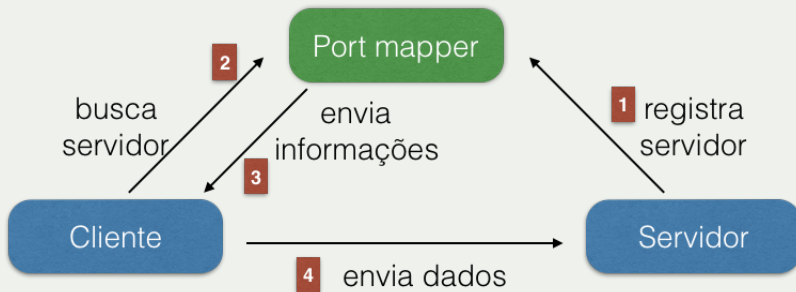 Port mapper
2
busca
servidor
envia
informações
3
1
registra
servidor
Cliente
Servidor
4
envia dados